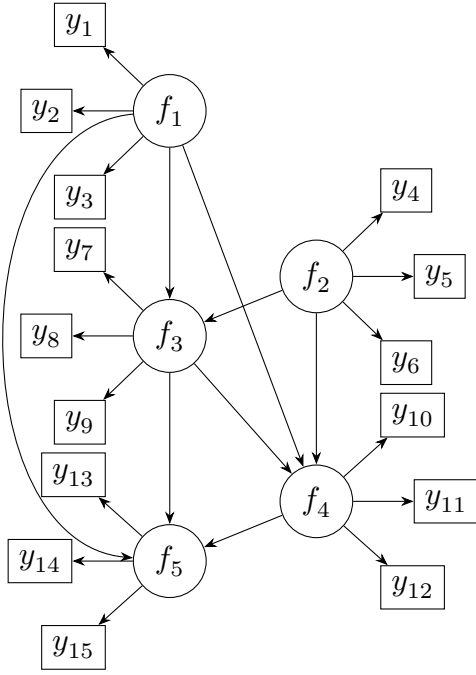 y₁
y₂
f₁
y₃
y₄
y₇
f₂
y₅
y₈
f₃
y₆
y₉
y₁₀
y₁₃
f₄
y₁₁
y₁₄
f₅
y₁₂
y₁₅